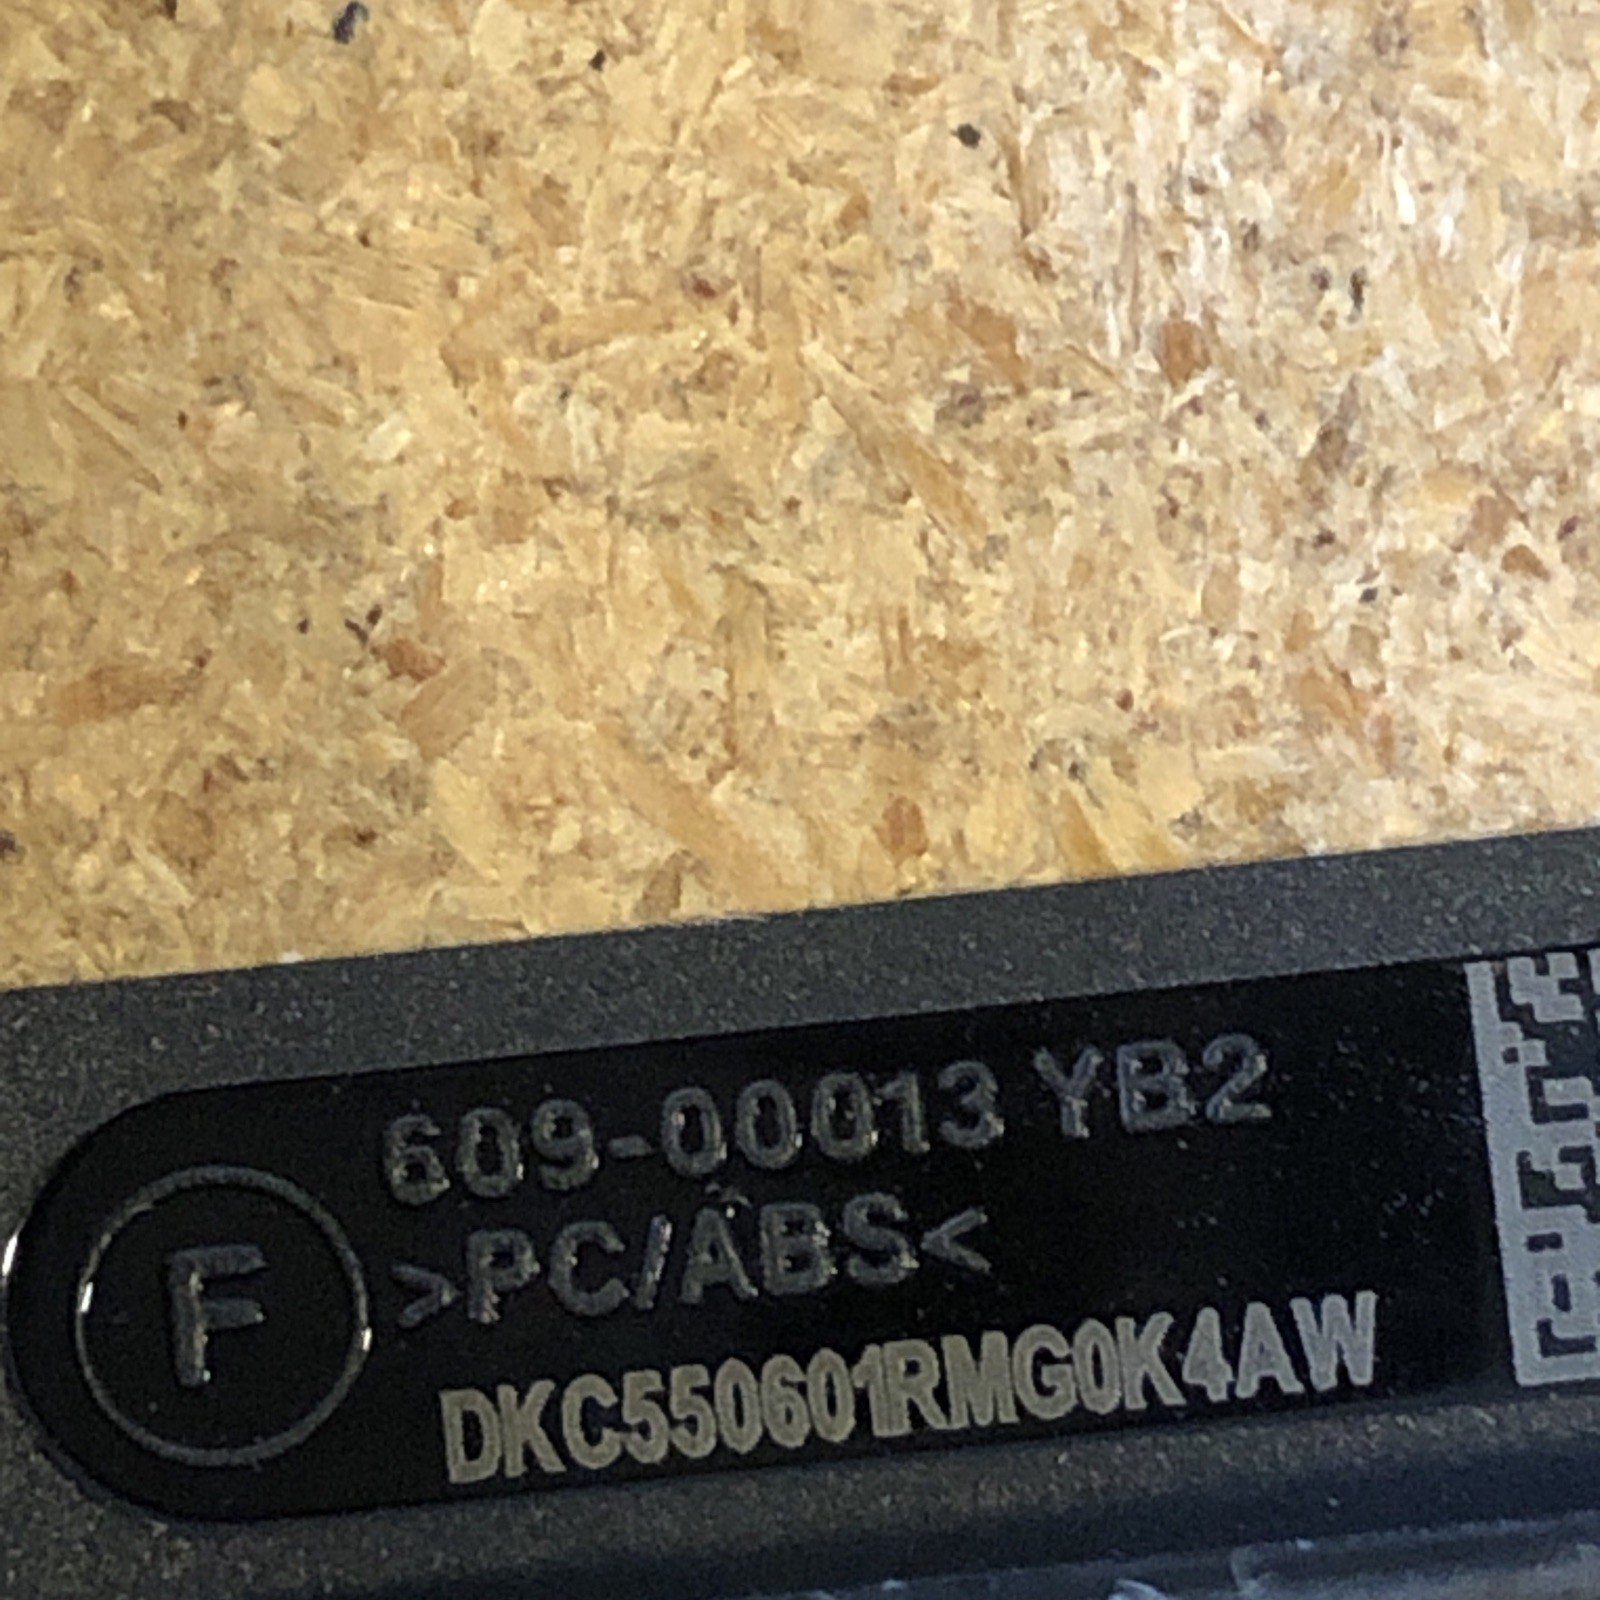 609-00013 YB2
F >PC/ABS<
DKC550601RMG0K4AW